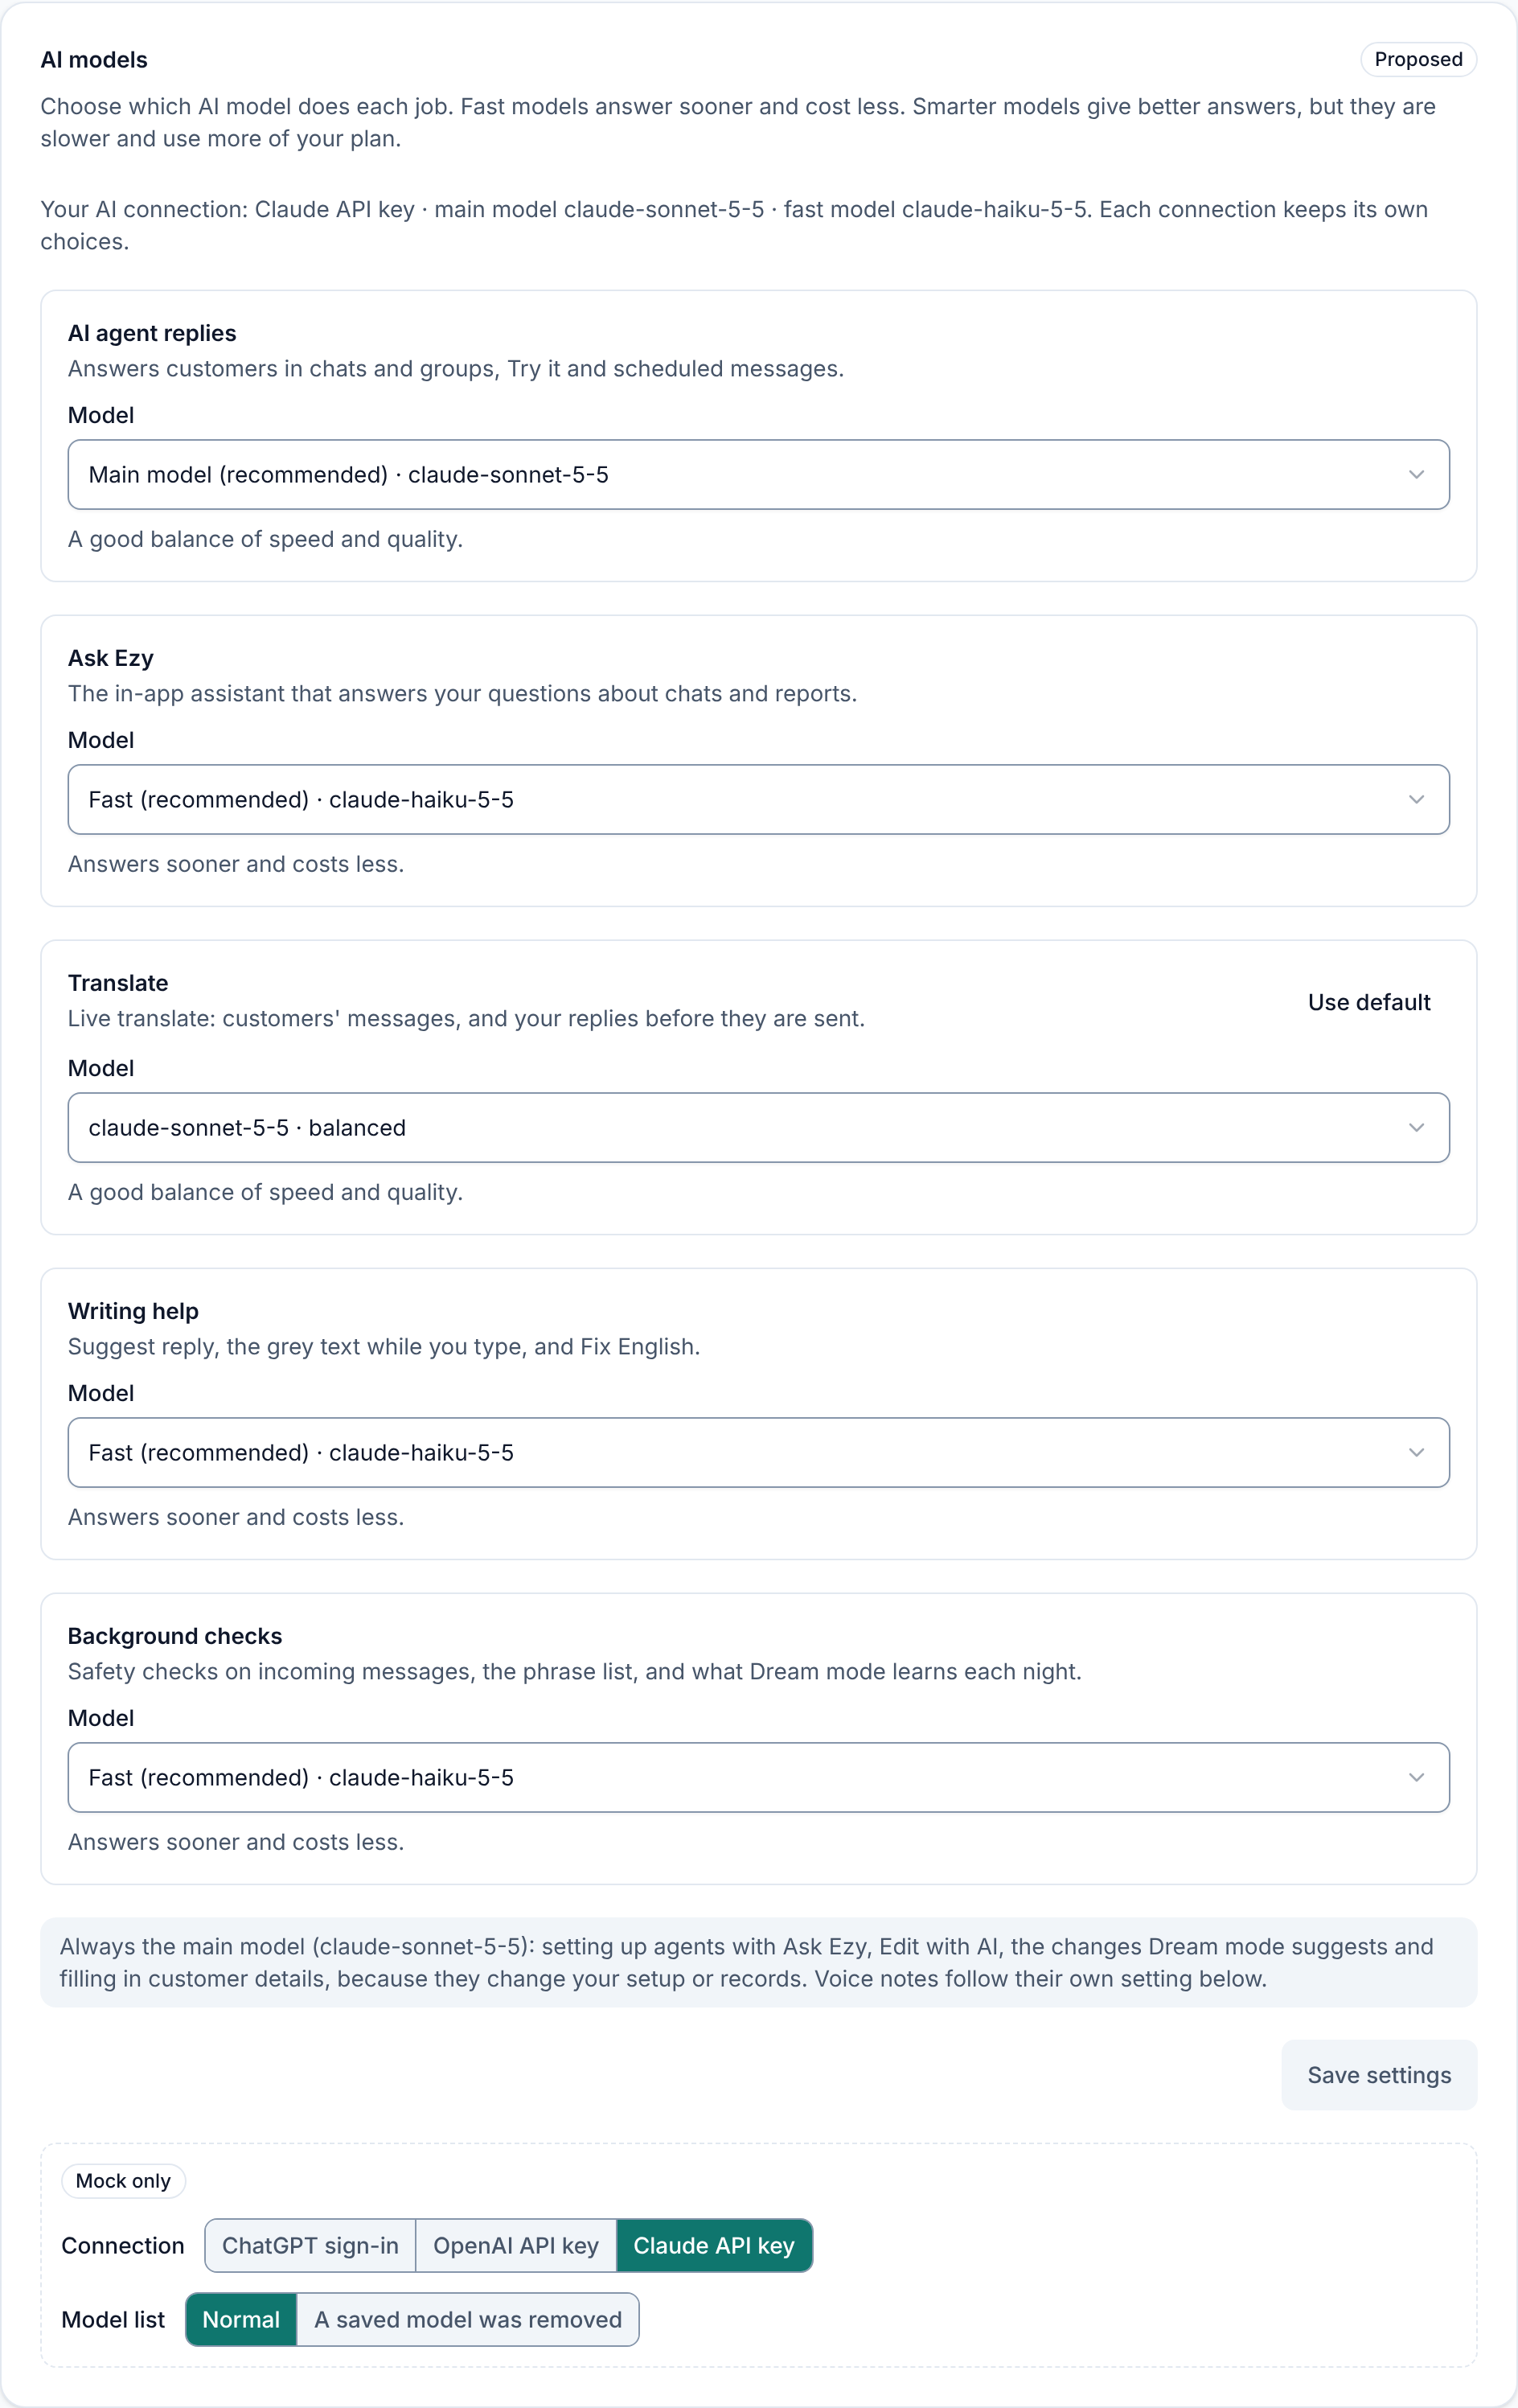 AI models
Proposed
Choose which AI model does each job. Fast models answer sooner and cost less. Smarter models give better answers, but they are
slower and use more of your plan.
Your AI connection: Claude API key · main model claude-sonnet-5-5 · fast model claude-haiku-5-5. Each connection keeps its own
choices.
AI agent replies
Answers customers in chats and groups, Try it and scheduled messages.
Model
Main model (recommended) · claude-sonnet-5-5
A good balance of speed and quality.
Ask Ezy
The in-app assistant that answers your questions about chats and reports.
Model
Fast (recommended) · claude-haiku-5-5
Answers sooner and costs less.
Translate
Use default
Live translate: customers' messages, and your replies before they are sent.
Model
claude-sonnet-5-5 · balanced
A good balance of speed and quality.
Writing help
Suggest reply, the grey text while you type, and Fix English.
Model
Fast (recommended) · claude-haiku-5-5
Answers sooner and costs less.
Background checks
Safety checks on incoming messages, the phrase list, and what Dream mode learns each night.
Model
Fast (recommended) · claude-haiku-5-5
Answers sooner and costs less.
Always the main model (claude-sonnet-5-5): setting up agents with Ask Ezy, Edit with AI, the changes Dream mode suggests and
filling in customer details, because they change your setup or records. Voice notes follow their own setting below.
Save settings
Mock only
Connection ChatGPT sign-in OpenAI API key Claude API key
Model list Normal A saved model was removed